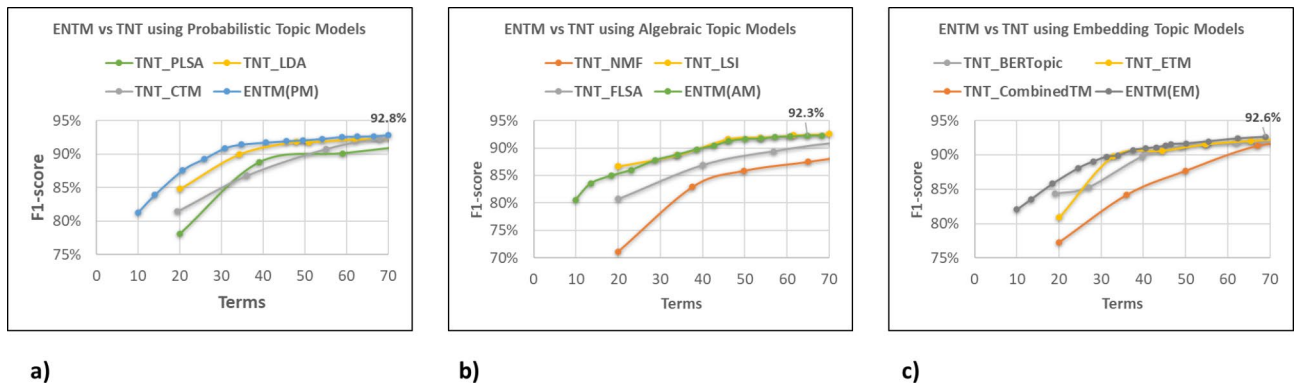 ENTM vs TNT using Probabilistic Topic Models
TNT_PLSA TNT_LDA
TNT_CTM ENTM(PM)
92.8%
95%
90%
85%
80%
75%
F1-score
0 10 20 30 40 50 60 70
Terms
a)
ENTM vs TNT using Algebraic Topic Models
TNT_NMF TNT_LSI
TNT_FLSA ENTM(AM)
92.3%
95%
90%
85%
80%
75%
70%
F1-score
0 10 20 30 40 50 60 70
Terms
b)
ENTM vs TNT using Embedding Topic Models
TNT_BERTopic TNT_ETM
TNT_CombinedTM ENTM(EM)
92.6%
95%
90%
85%
80%
75%
F1-score
0 10 20 30 40 50 60 70
Terms
c)